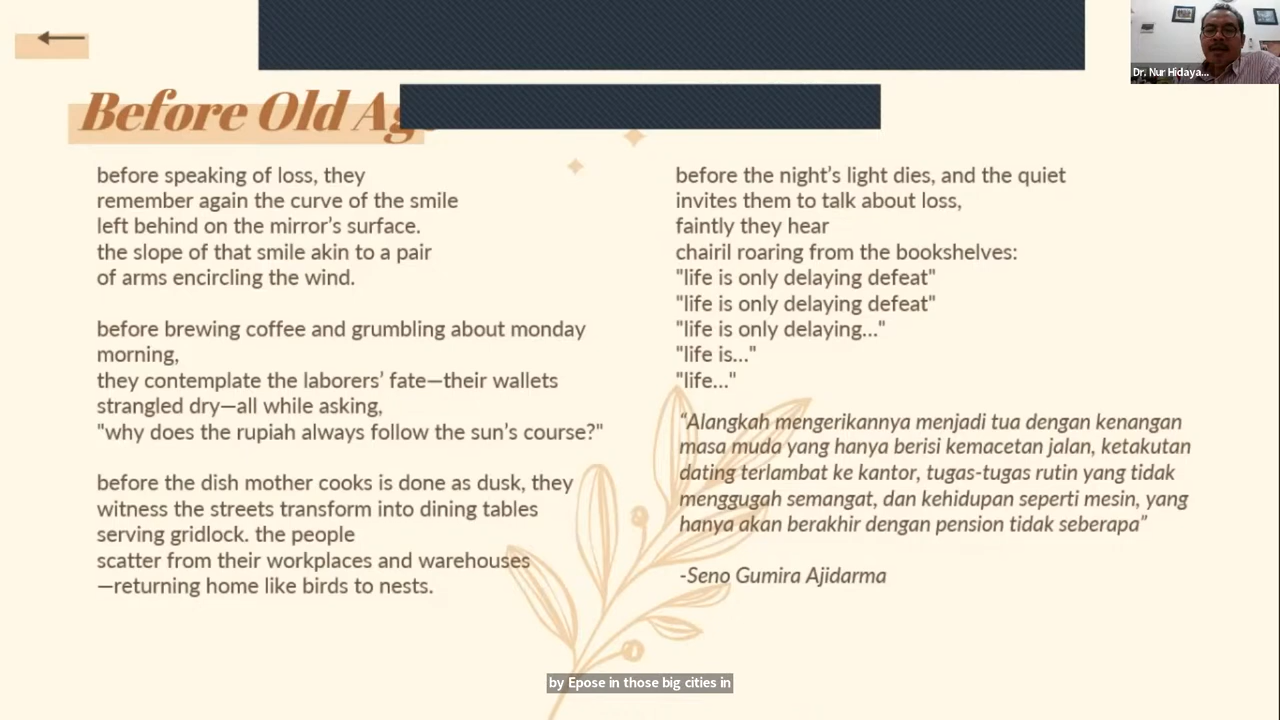 Dr. Nur Hidaya...
Before Old
before speaking of loss, they
remember again the curve of the smile
left behind on the mirror’s surface.
the slope of that smile akin to a pair
of arms encircling the wind.
before brewing coffee and grumbling about monday
morning,
they contemplate the laborers’ fate—their wallets
strangled dry—all while asking,
"why does the rupiah always follow the sun’s course?"
before the dish mother cooks is done as dusk, they
witness the streets transform into dining tables
serving gridlock. the people
scatter from their workplaces and warehouses
—returning home like birds to nests.
before the night’s light dies, and the quiet
invites them to talk about loss,
faintly they hear
chairil roaring from the bookshelves:
"life is only delaying defeat"
"life is only delaying defeat"
"life is only delaying..."
"life is..."
"life..."
“Alangkah mengerikannya menjadi tua dengan kenangan
masa muda yang hanya berisi kemacetan jalan, ketakutan
dating terlambat ke kantor, tugas-tugas rutin yang tidak
menggugah semangat, dan kehidupan seperti mesin, yang
hanya akan berakhir dengan pension tidak seberapa”
-Seno Gumira Ajidarma
by Epose in those big cities in